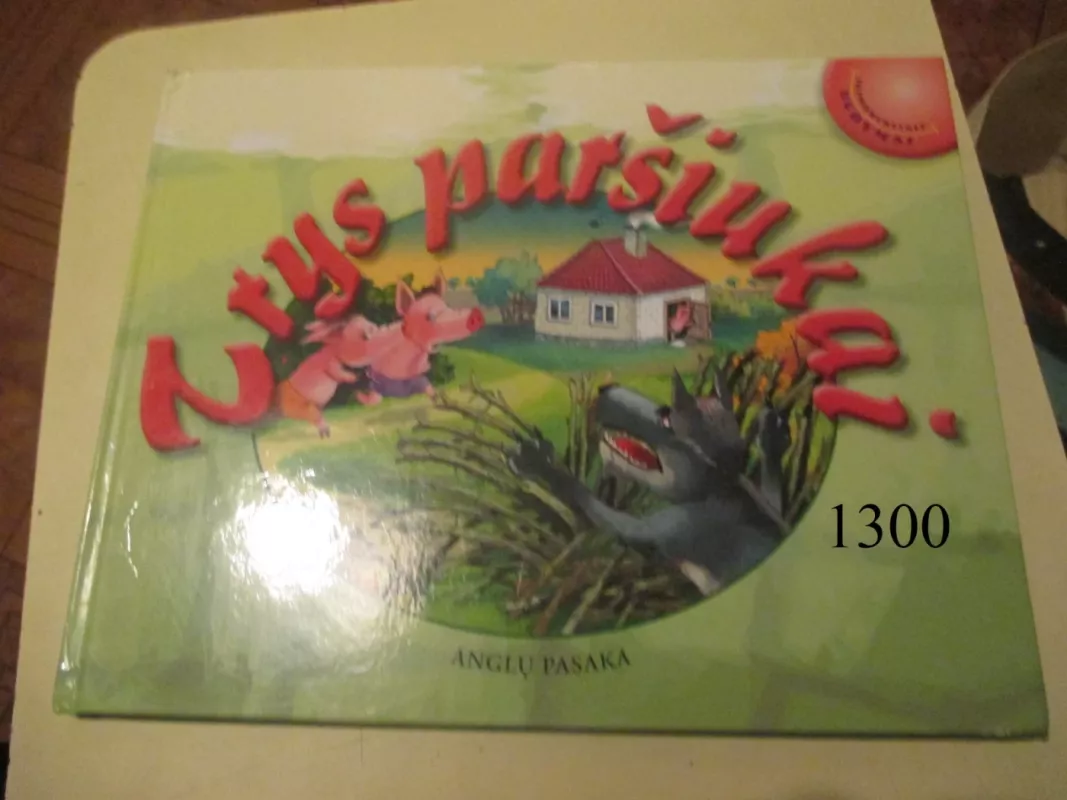 Trys paršiukai
1300
ANGLŲ PASAKA